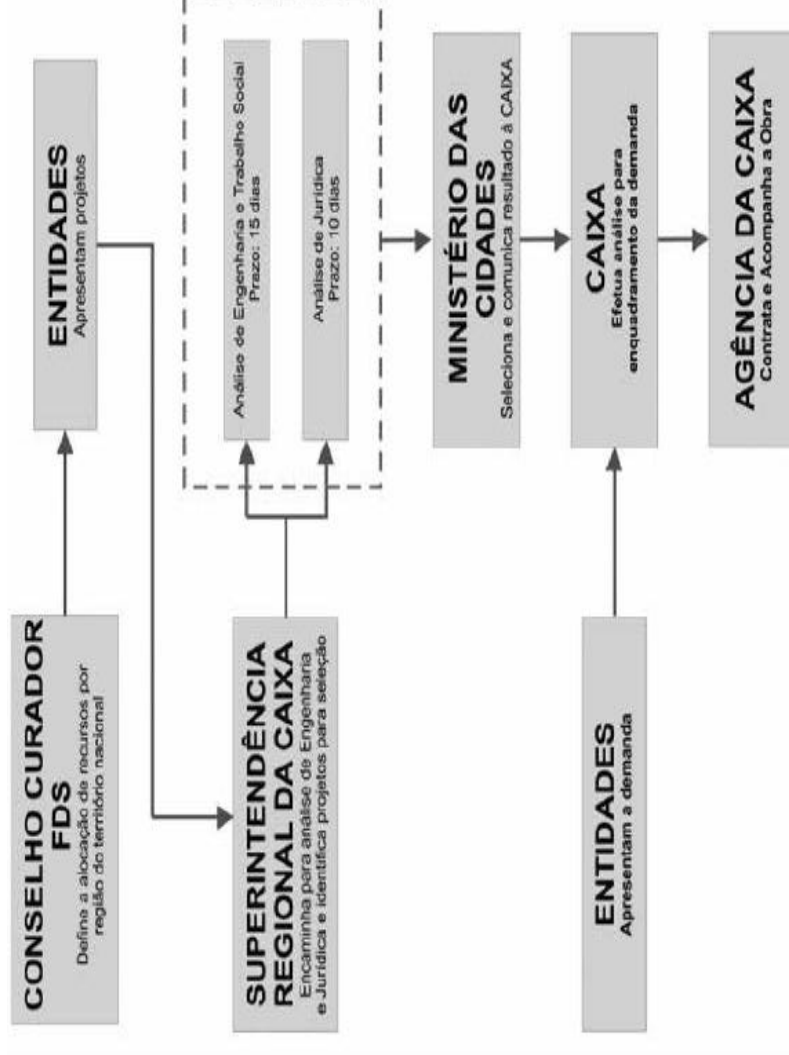 CONSELHO CURADOR
FDS
Define a alocação de recursos por
região do território nacional
ENTIDADES
Apresentam projetos
SUPERINTENDÊNCIA
REGIONAL DA CAIXA
Encaminha para análise de Engenharia
e Jurídica e identifica projetos para seleção
Análise de Engenharia e Trabalho Social
Prazo: 15 dias
Análise de Jurídica
Prazo: 10 dias
MINISTÉRIO DAS
CIDADES
Seleciona e comunica resultado à CAIXA
ENTIDADES
Apresentam a demanda
CAIXA
Efetua análise para
enquadramento da demanda
AGÊNCIA DA CAIXA
Contrata e Acompanha a Obra